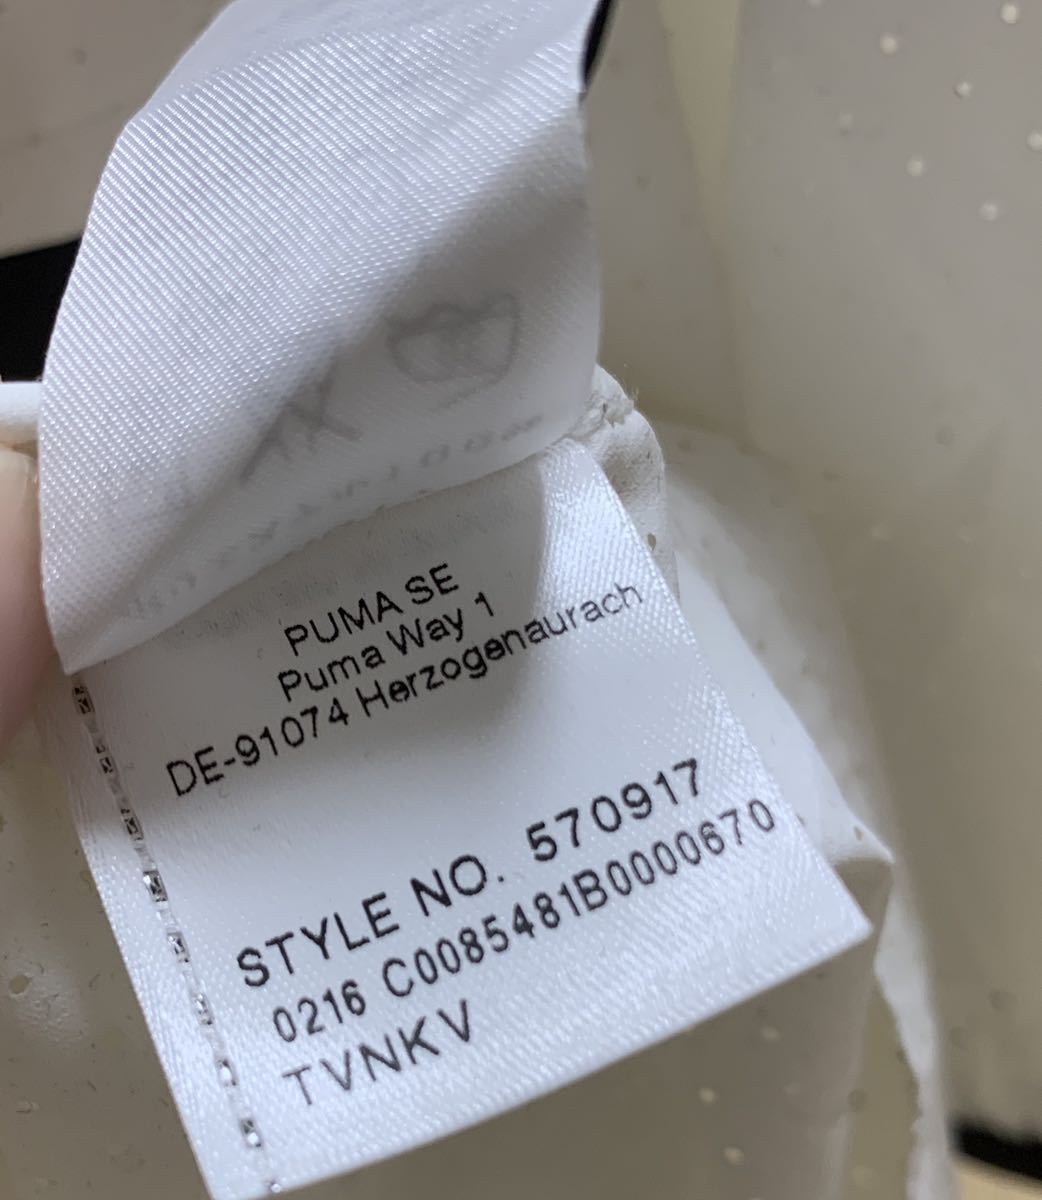 PUMA SE
Puma Way 1
DE-91074 Herzogenaurach
STYLE NO. 570917
0216 C0085481B0000670
TVNKV